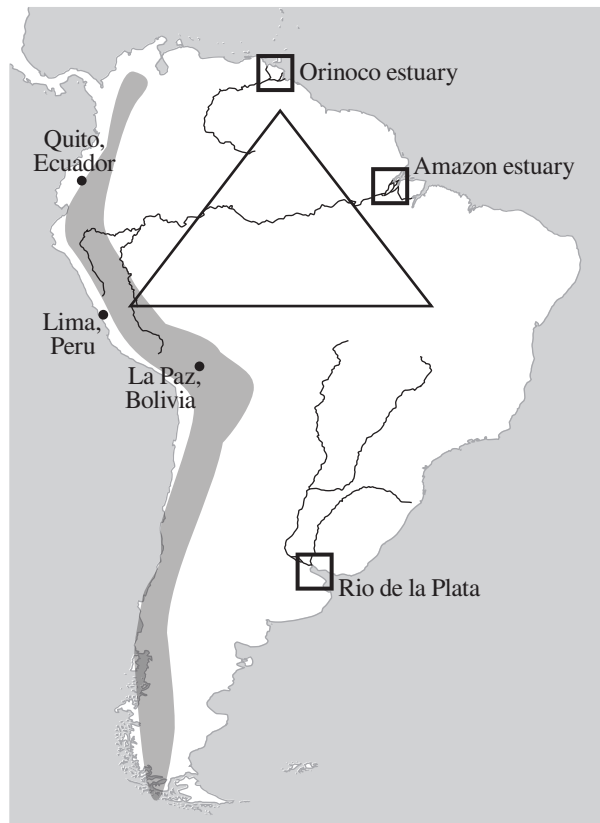 Orinoco estuary
Quito,
Ecuador
Amazon estuary
Lima,
Peru
La Paz,
Bolivia
Rio de la Plata